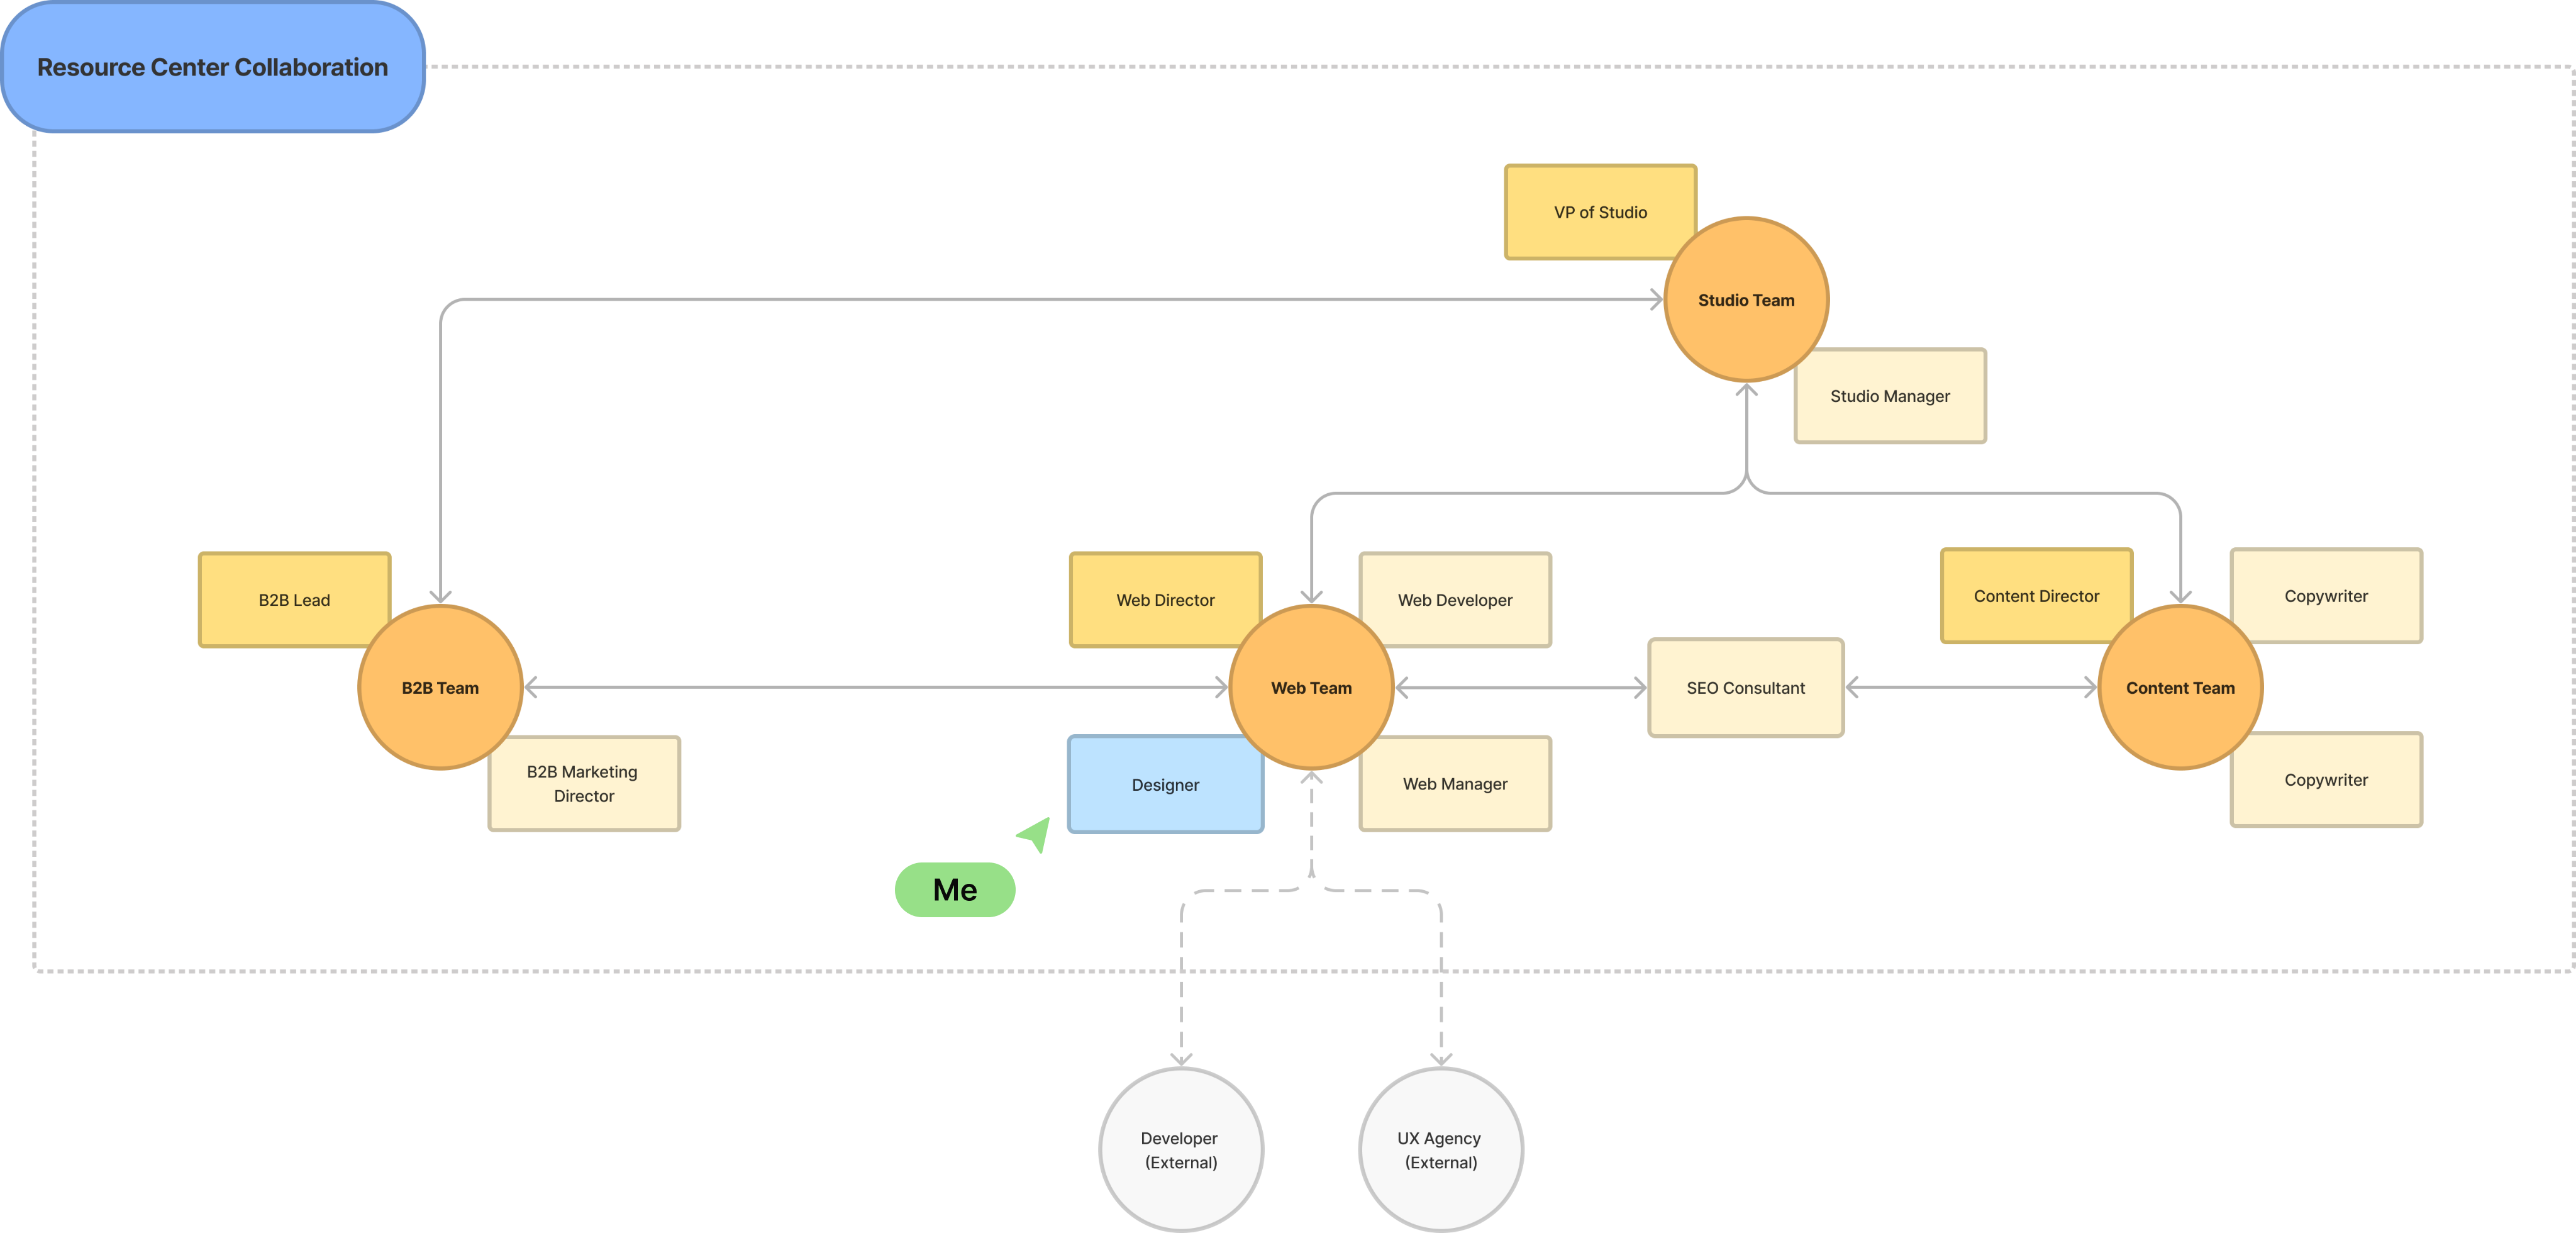 Resource Center Collaboration
VP of Studio
Studio Team
Studio Manager
B2B Lead
B2B Team
B2B Marketing
Director
Web Director
Web Developer
Web Team
Designer
Web Manager
Me
SEO Consultant
Content Director
Copywriter
Content Team
Copywriter
Developer
(External)
UX Agency
(External)